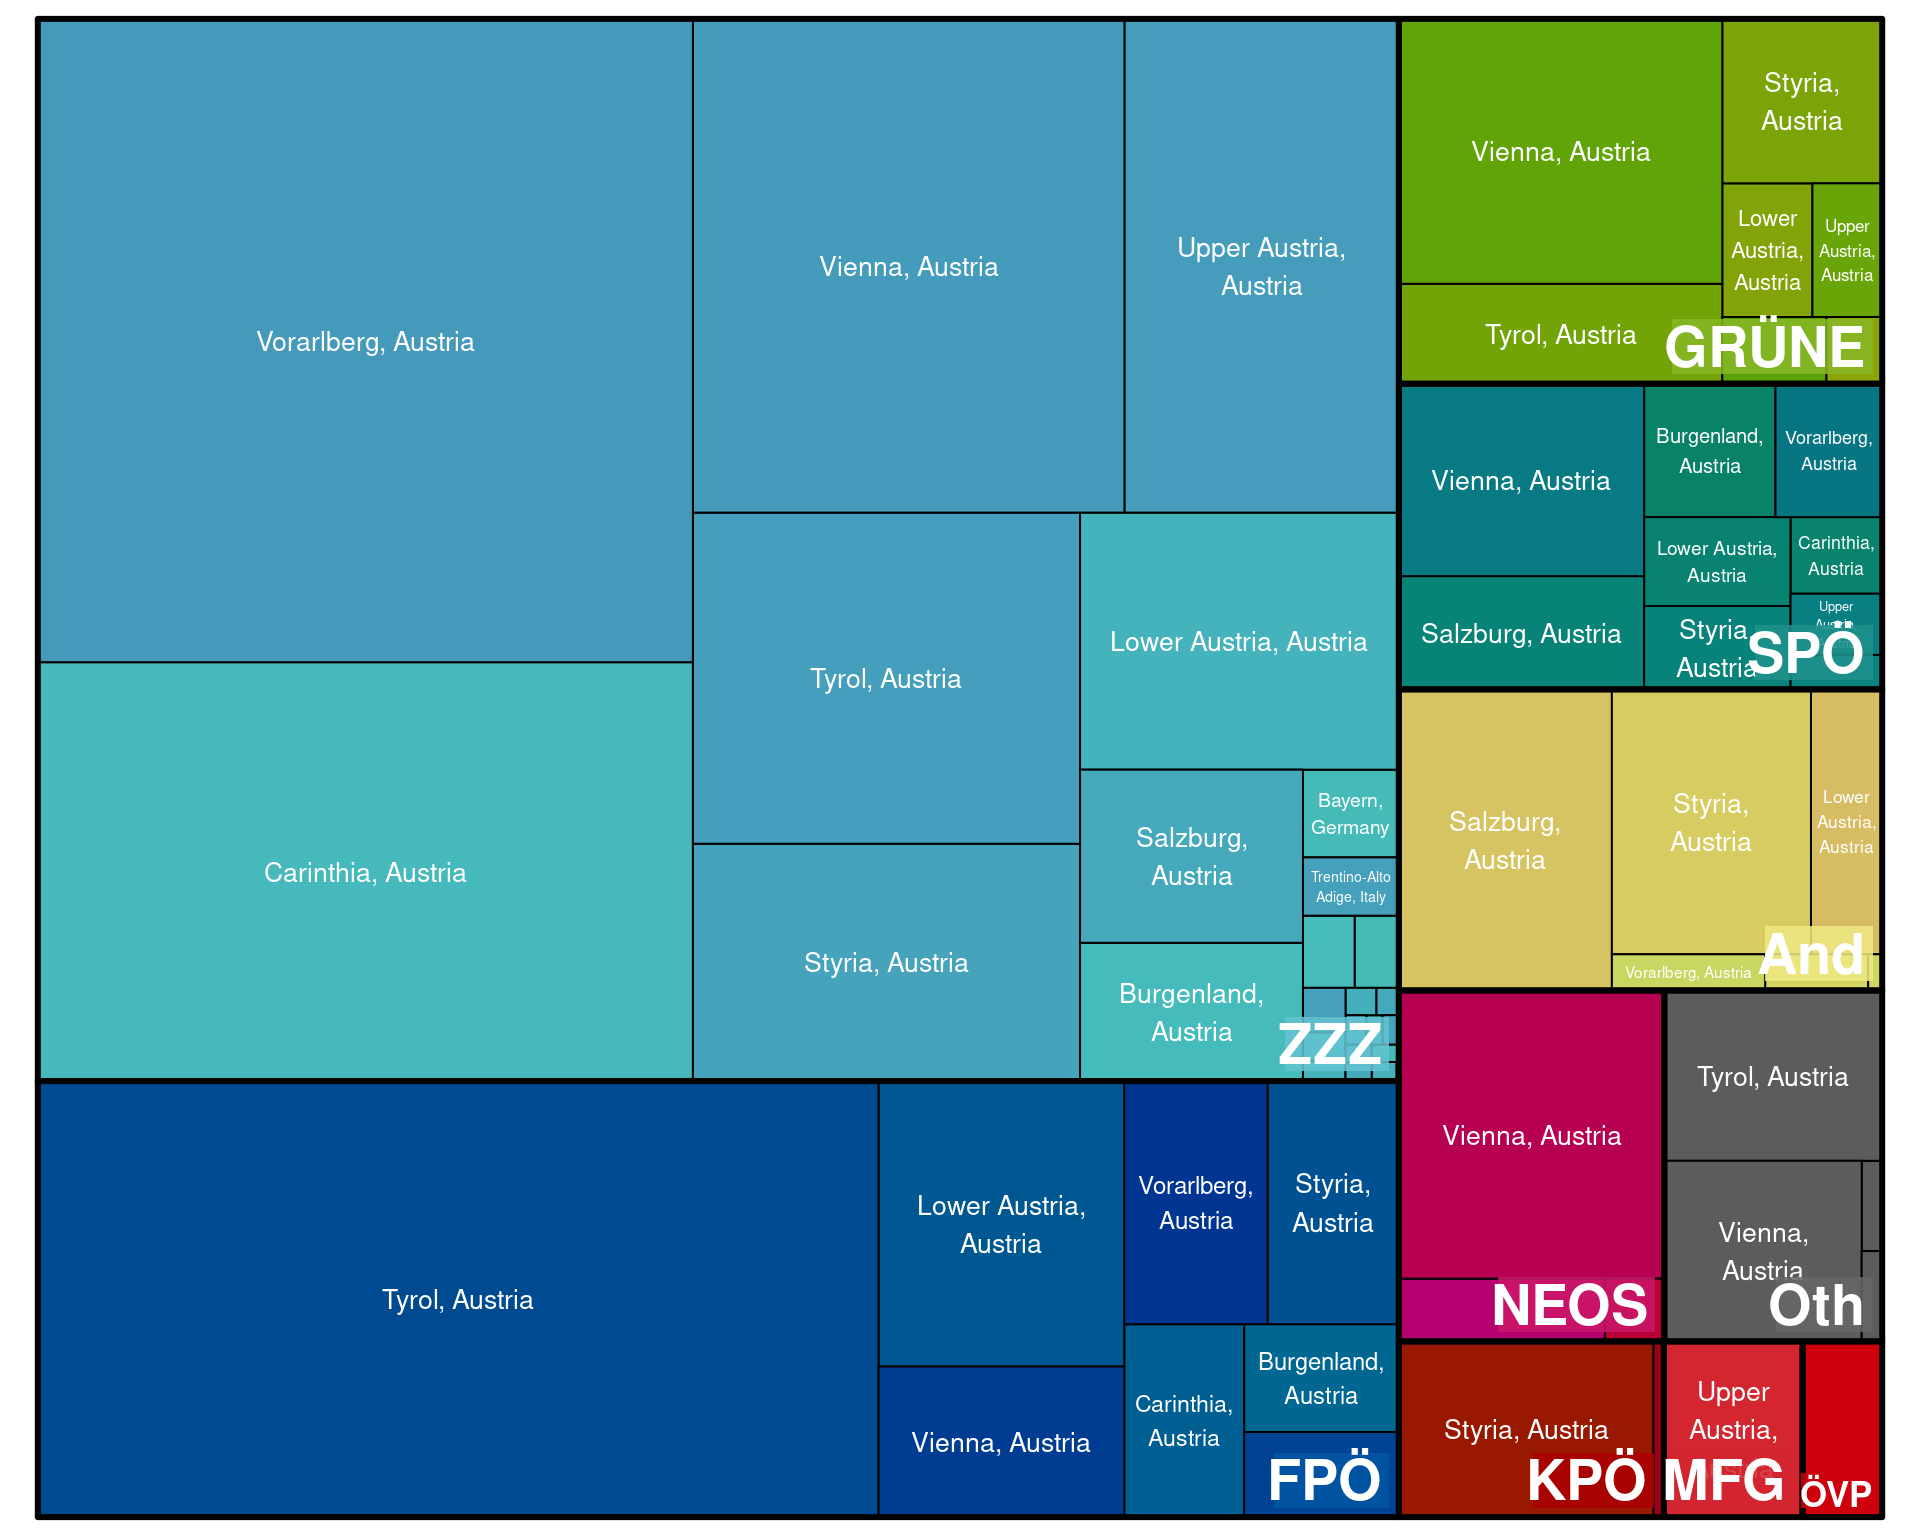 Vorarlberg, Austria
Vienna, Austria
Upper Austria,
Austria
Tyrol, Austria
Lower Austria, Austria
Carinthia, Austria
Styria, Austria
Salzburg,
Austria
Bayern,
Germany
Trentino-Alto
Adige, Italy
Burgenland,
Austria
ZZZ
Tyrol, Austria
Lower Austria,
Austria
Vienna, Austria
Vorarlberg,
Austria
Styria,
Austria
Carinthia,
Austria
Burgenland,
Austria
FPÖ
Vienna, Austria
Styria,
Austria
Lower
Austria,
Austria
Upper
Austria,
Austria
Tyrol, Austria
GRÜNE
Vienna, Austria
Burgenland,
Austria
Vorarlberg,
Austria
Lower Austria,
Austria
Carinthia,
Austria
Salzburg, Austria
Styria,
Austria
Upper
Austria,
SPÖ
Salzburg,
Austria
Styria,
Austria
Lower
Austria,
Austria
Vorarlberg, Austria
And
Vienna, Austria
NEOS
Tyrol, Austria
Vienna,
Austria
Oth
Styria, Austria
KPÖ
Upper
Austria,
MFG
ÖVP